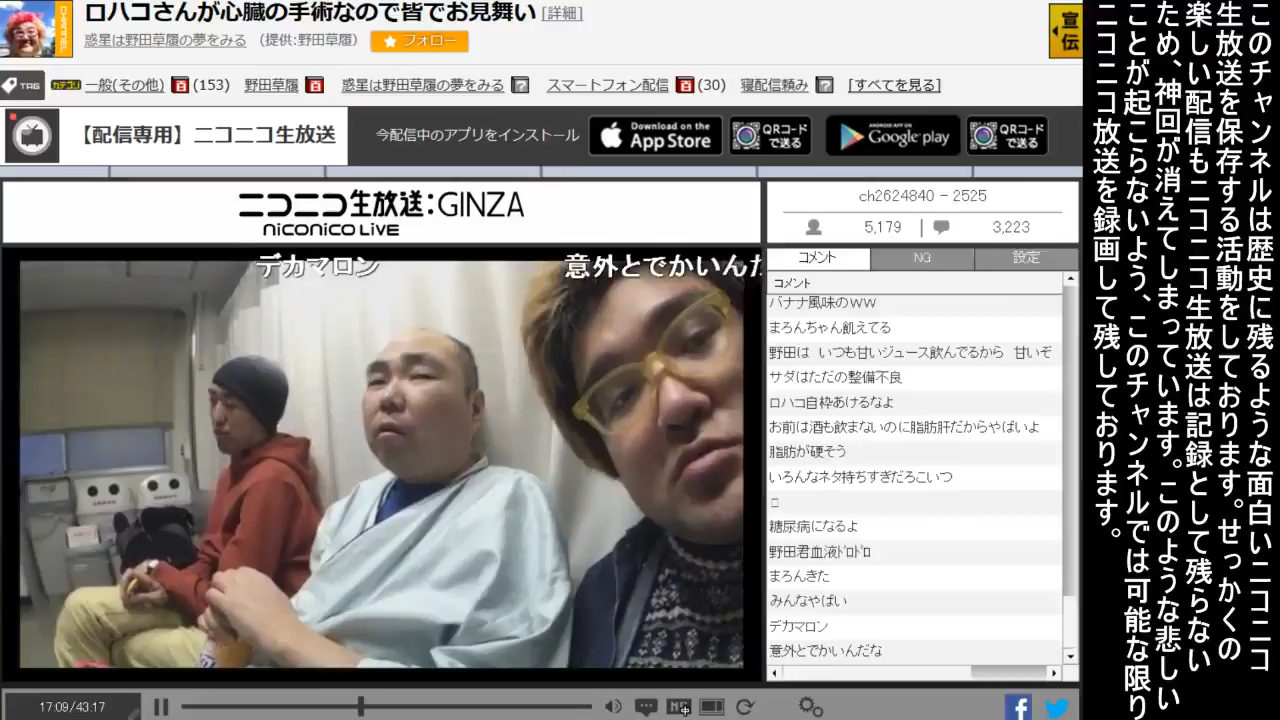 ロハコさんが心臓の手術なので皆でお見舞い [詳細]
惑星は野田草履の夢をみる (提供:野田草履) フォロー
CHANNEL
宣伝
TAG カテゴリ 一般(その他) (153) 野田草履 惑星は野田草履の夢をみる スマートフォン配信 (30) 寝配信頼み [すべてを見る]
【配信専用】ニコニコ生放送
今配信中のアプリをインストール
Download on the App Store
QRコードで送る
ANDROID APP ON Google play
QRコードで送る
ニコニコ生放送:GINZA
niconico LIVE
ch2624840 - 2525
5,179 3,223
コメント NG 設定
コメント
デカマロン
意外とでかいんだ
バナナ風味のww
まろんちゃん飢えてる
野田は いつも甘いジュース飲んでるから 甘いぞ
サダはただの整備不良
ロハコ自枠あけるなよ
お前は酒も飲まないのに脂肪肝だからやばいよ
脂肪が硬そう
いろんなネタ持ちすぎだろこいつ
糖尿病になるよ
野田君血液ﾄﾞﾛﾄﾞﾛ
まろんきた
みんなやばい
デカマロン
意外とでかいんだな
17:09/43:17
このチャンネルは歴史に残るような面白いニコニコ
生放送を保存する活動をしております。せっかくの
楽しい配信もニコニコ生放送は記録として残らない
ため、神回が消えてしまっています。このような悲しい
ことが起こらないよう、このチャンネルでは可能な限り
ニコニコ放送を録画して残しております。